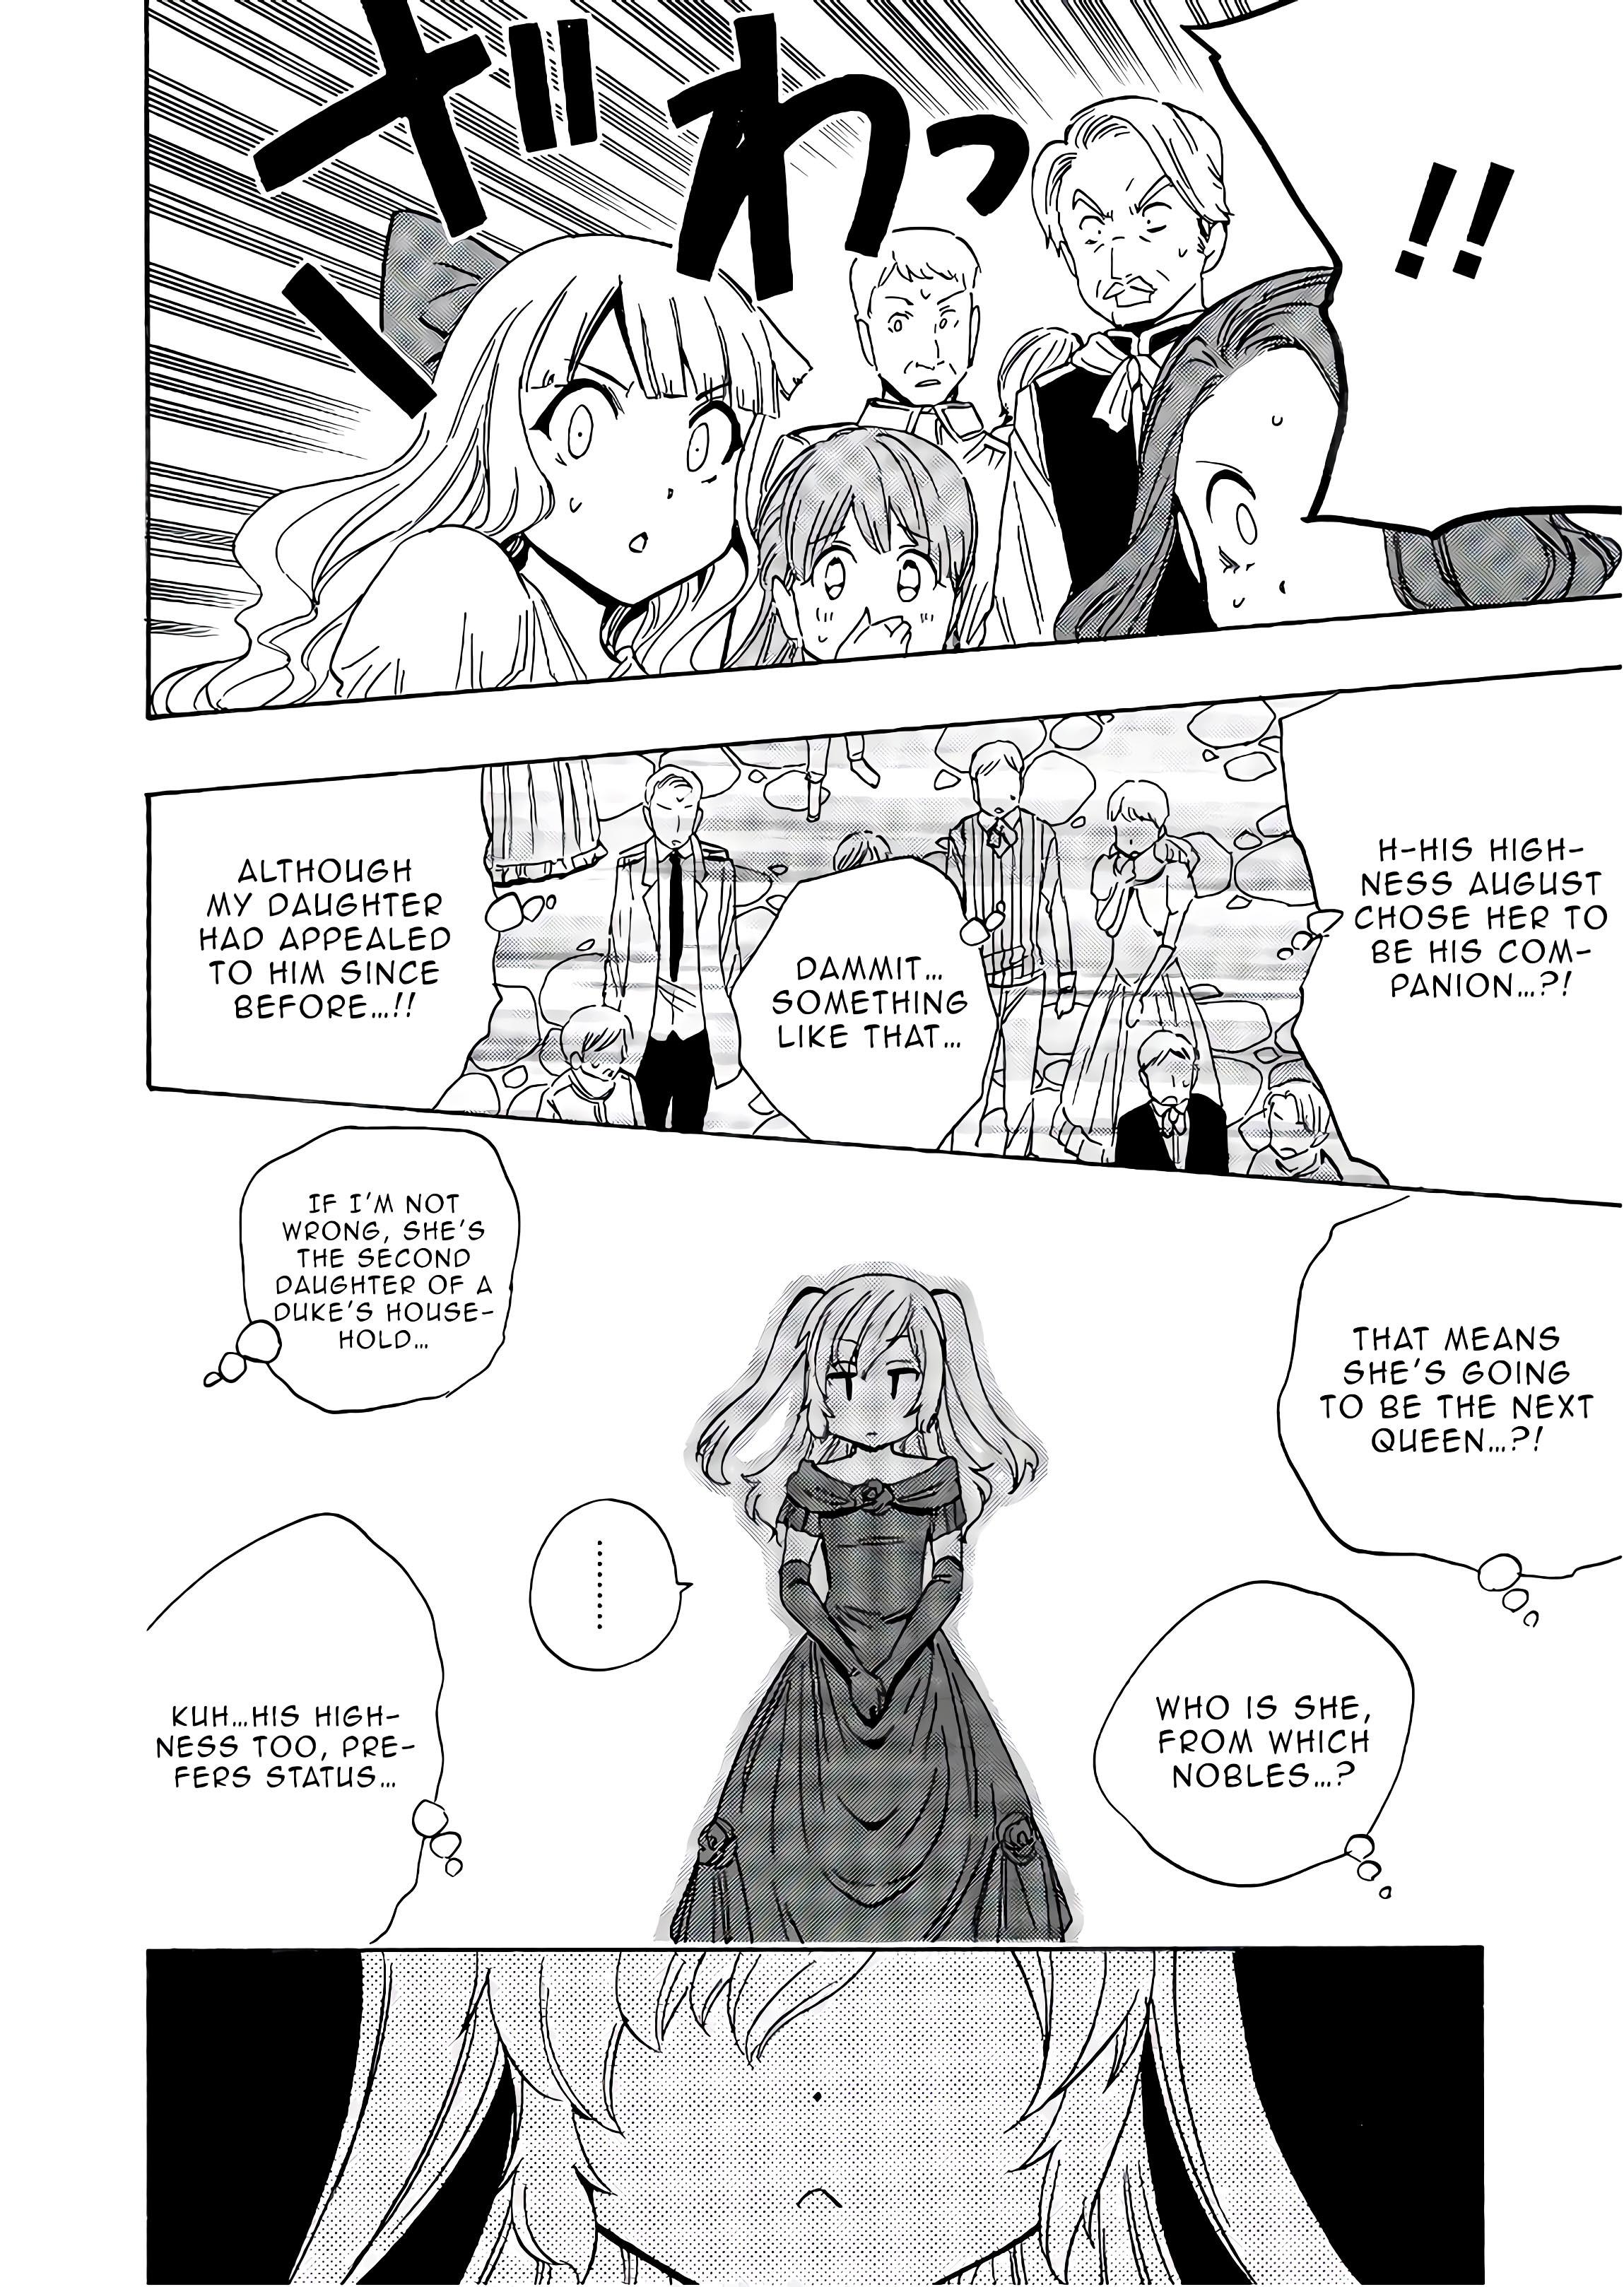 !!
ザわっ
H-HIS HIGH-
NESS AUGUST
CHOSE HER TO
BE HIS COM-
PANION...?!
DAMMIT...
SOMETHING
LIKE THAT...
ALTHOUGH
MY DAUGHTER
HAD APPEALED
TO HIM SINCE
BEFORE...!!
THAT MEANS
SHE'S GOING
TO BE THE NEXT
QUEEN...?!
IF I'M NOT
WRONG, SHE'S
THE SECOND
DAUGHTER OF A
DUKE'S HOUSE-
HOLD...
WHO IS SHE,
FROM WHICH
NOBLES...?
........
KUH...HIS HIGH-
NESS TOO, PRE-
FERS STATUS...